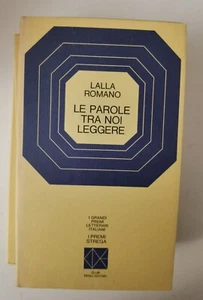 LALLA
ROMANO
LE PAROLE
TRA NOI
LEGGERE
I GRANDI
PREMI
LETTERARI
ITALIANI
I PREMI
STREGA
CLUB
DEGLI EDITORI